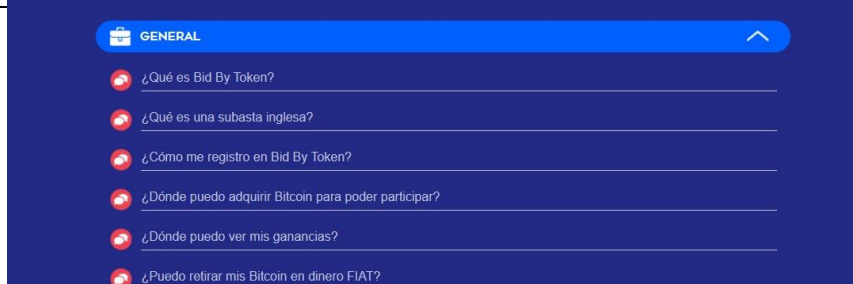 GENERAL
¿Qué es Bid By Token?
¿Qué es una subasta inglesa?
¿Cómo me registro en Bid By Token?
¿Dónde puedo adquirir Bitcoin para poder participar?
¿Dónde puedo ver mis ganancias?
¿Puedo retirar mis Bitcoin en dinero FIAT?